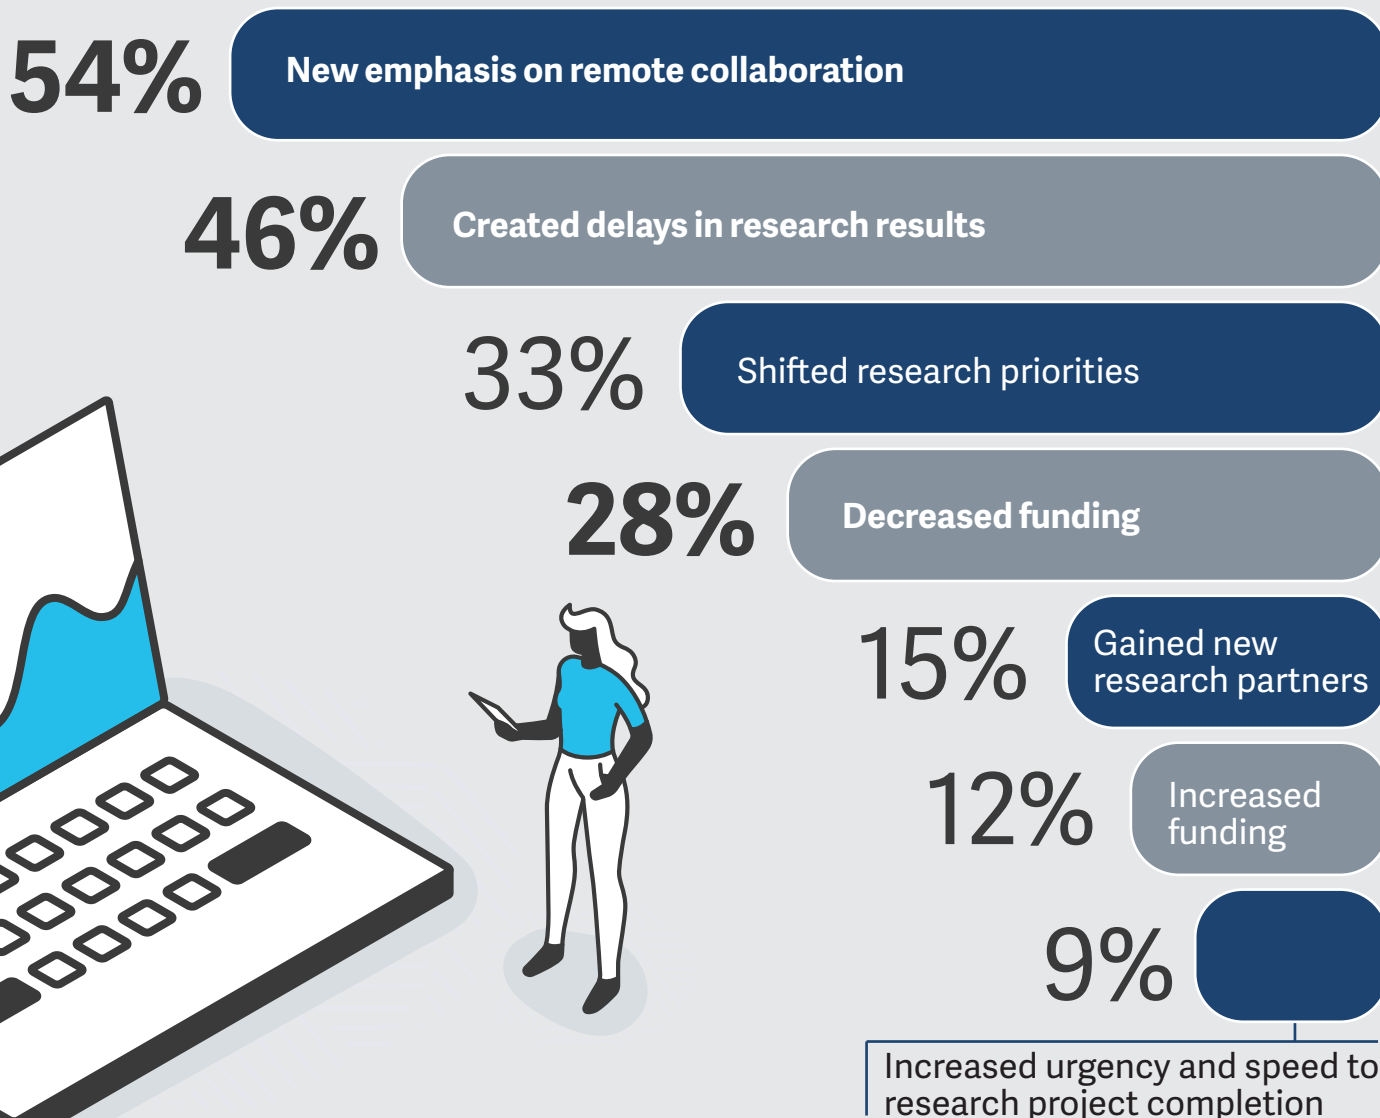 54%
New emphasis on remote collaboration
46%
Created delays in research results
33%
Shifted research priorities
28%
Decreased funding
15%
Gained new
research partners
12%
Increased
funding
9%
Increased urgency and speed to
research project completion